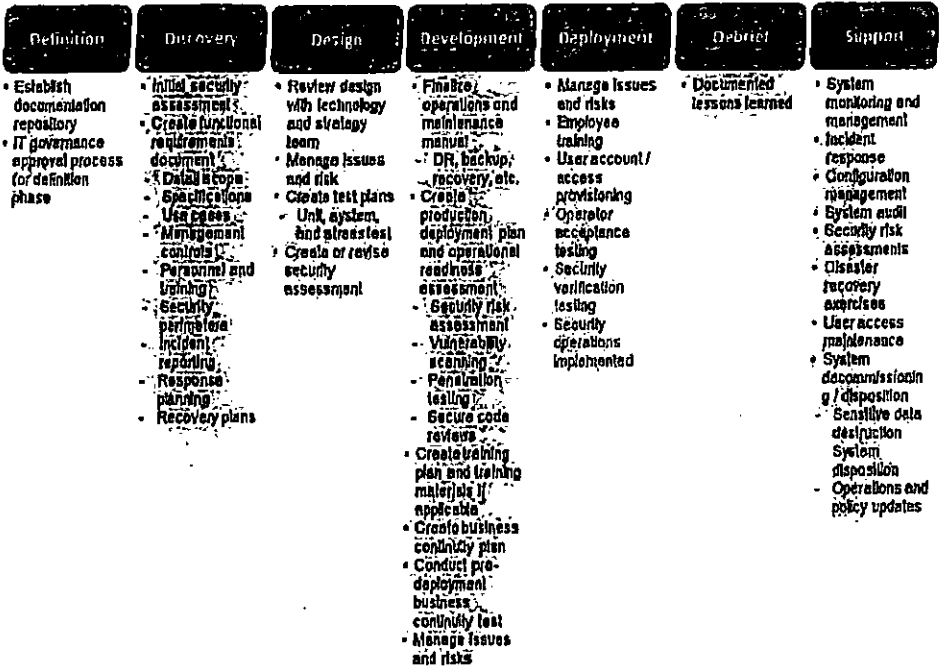 Definition
• Establish
documentation
repository
• IT governance
approval process
for definition
phase
Discovery
• Initial security
assessment
• Create functional
requirements
document
- Detail scope
- Specifications
- Use cases
- Management
controls
- Personnel and
training
- Security
perimeters
- Incident
reporting
- Response
planning
- Recovery plans
Design
• Review design
with technology
and strategy
team
• Manage issues
and risk
• Create test plans
- Unit, system,
and stress test
• Create or revise
security
assessment
Development
• Finalize
operations and
maintenance
manual
- DR, backup,
recovery, etc.
• Create
production
deployment plan
and operational
readiness
assessment
- Security risk
assessment
- Vulnerability
scanning
- Penetration
testing
- Secure code
reviews
• Create training
plan and training
materials if
applicable
• Create business
continuity plan
• Conduct pre-
deployment
business
continuity test
• Manage issues
and risks
Deployment
• Manage issues
and risks
• Employee
training
• User account /
access
provisioning
• Operator
acceptance
testing
• Security
verification
testing
• Security
operations
implemented
Debrief
• Documented
lessons learned
Support
• System
monitoring and
management
• Incident
response
• Configuration
management
• System audit
• Security risk
assessments
• Disaster
recovery
exercises
• User access
maintenance
• System
decommissionin
g / disposition
- Sensitive data
destruction
System
disposition
- Operations and
policy updates